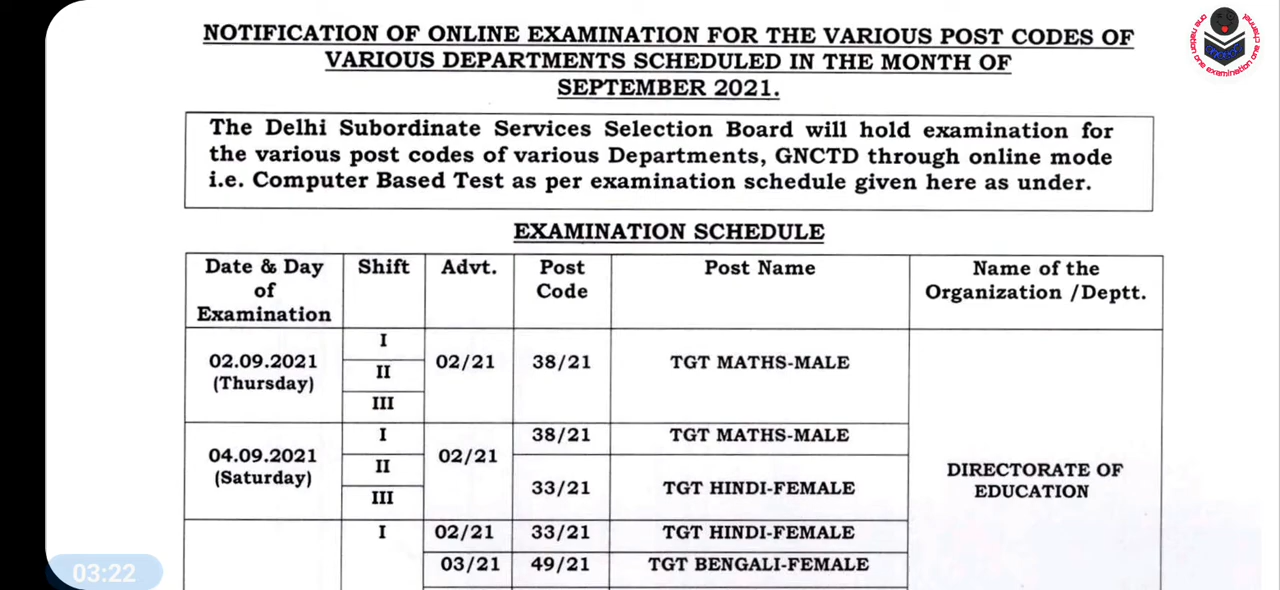 NOTIFICATION OF ONLINE EXAMINATION FOR THE VARIOUS POST CODES OF
VARIOUS DEPARTMENTS SCHEDULED IN THE MONTH OF
SEPTEMBER 2021.
one nation one examination one channel
The Delhi Subordinate Services Selection Board will hold examination for
the various post codes of various Departments, GNCTD through online mode
i.e. Computer Based Test as per examination schedule given here as under.
EXAMINATION SCHEDULE
Date & Day
of
Examination
Shift
Advt.
Post
Code
Post Name
Name of the
Organization /Deptt.
02.09.2021
(Thursday)
I
II
III
02/21
38/21
TGT MATHS-MALE
04.09.2021
(Saturday)
I
II
III
02/21
38/21
TGT MATHS-MALE
33/21
TGT HINDI-FEMALE
DIRECTORATE OF
EDUCATION
I
02/21
33/21
TGT HINDI-FEMALE
03/21
49/21
TGT BENGALI-FEMALE
03:22